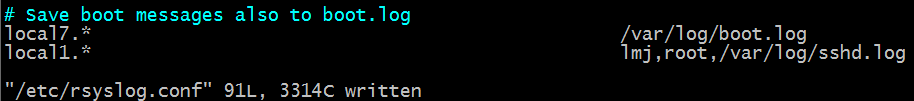 # Save boot messages also to boot.log
local7.* /var/log/boot.log
local1.* lmj,root,/var/log/sshd.log
"/etc/rsyslog.conf" 91L, 3314C written